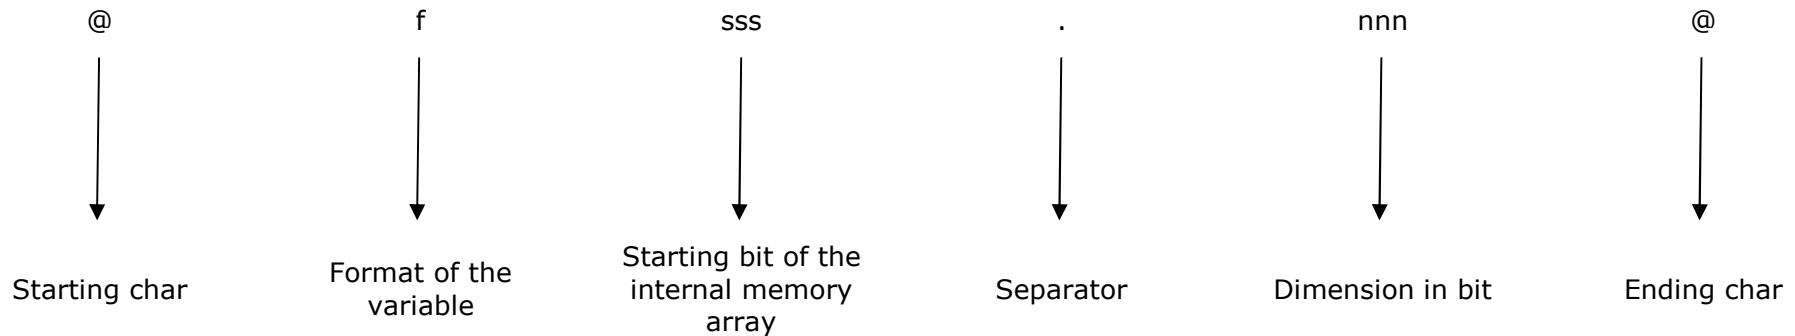 @ f sss . nnn @
Starting char
Format of the
variable
Starting bit of the
internal memory
array
Separator
Dimension in bit
Ending char